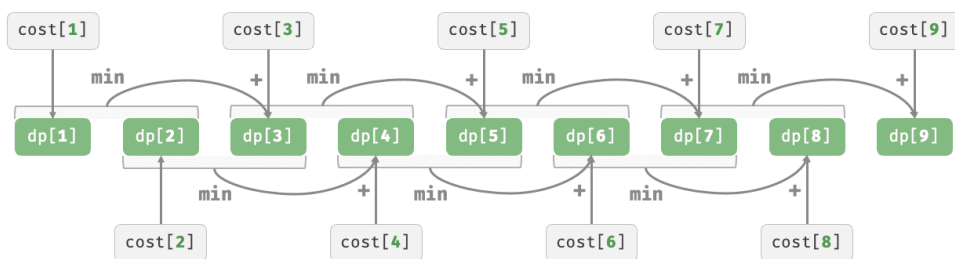 cost[1] cost[3] cost[5] cost[7] cost[9]
min + min + min + min +
dp[1] dp[2] dp[3] dp[4] dp[5] dp[6] dp[7] dp[8] dp[9]
min + min + min +
cost[2] cost[4] cost[6] cost[8]